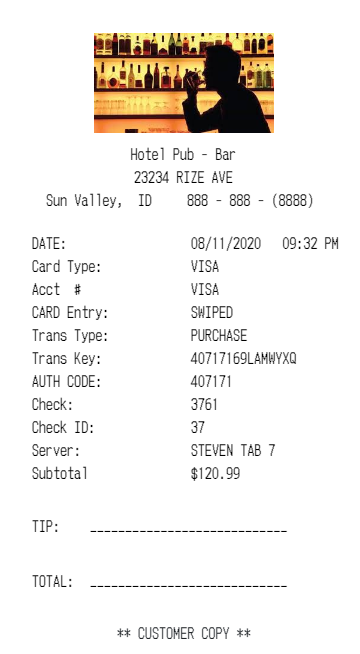 Hotel Pub - Bar
23234 RIZE AVE
Sun Valley, ID 888 - 888 - (8888)
DATE: 08/11/2020 09:32 PM
Card Type: VISA
Acct # VISA
CARD Entry: SWIPED
Trans Type: PURCHASE
Trans Key: 40717169LAMWYXQ
AUTH CODE: 407171
Check: 3761
Check ID: 37
Server: STEVEN TAB 7
Subtotal $120.99
TIP: ____________________________
TOTAL: ____________________________
** CUSTOMER COPY **